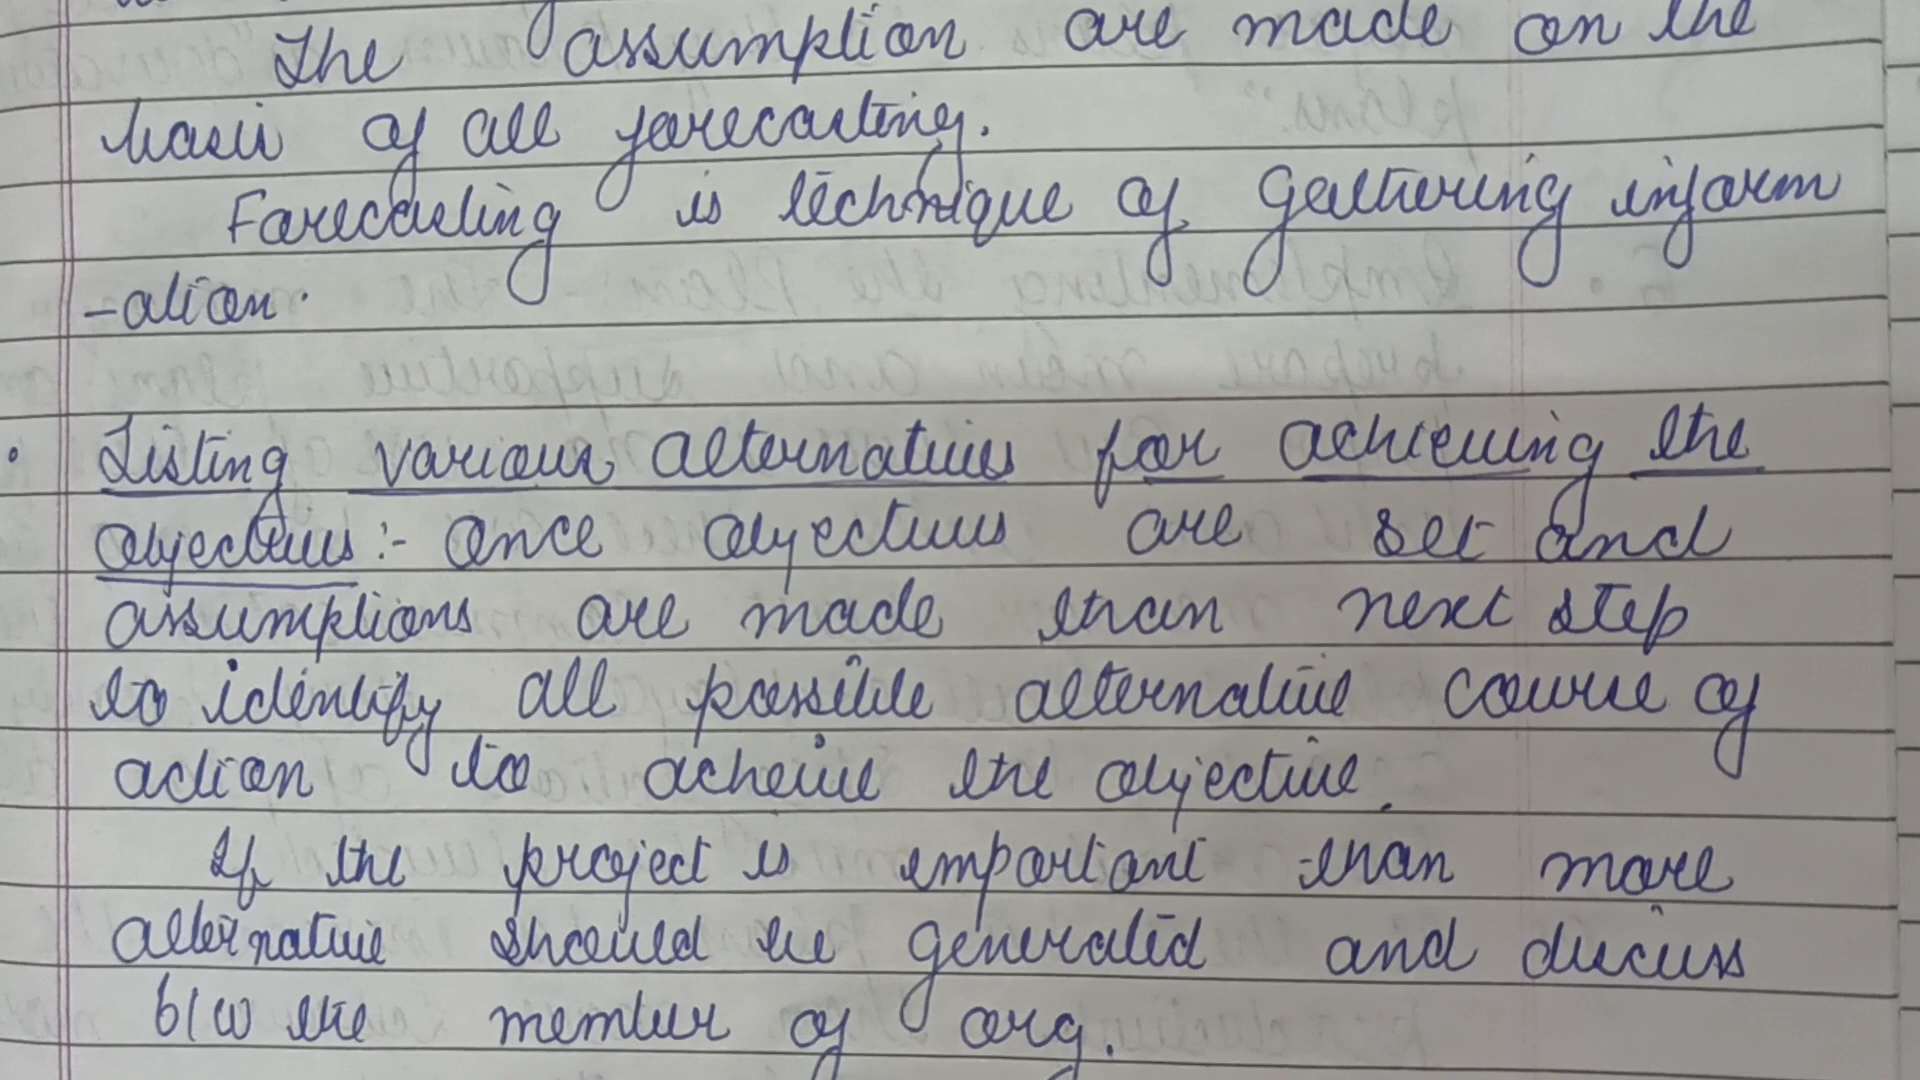 The assumption are made on the
basis of all forecasting.
Forecasting is technique of gathering inform
-ation.
• Listing various alternatives for achieving the
objectives :- once objectives are set and
assumptions are made than next step
to identify all possible alternative course of
action to acheive the objective.
If the project is important than more
alternative should be generated and discuss
b/w the member of org.